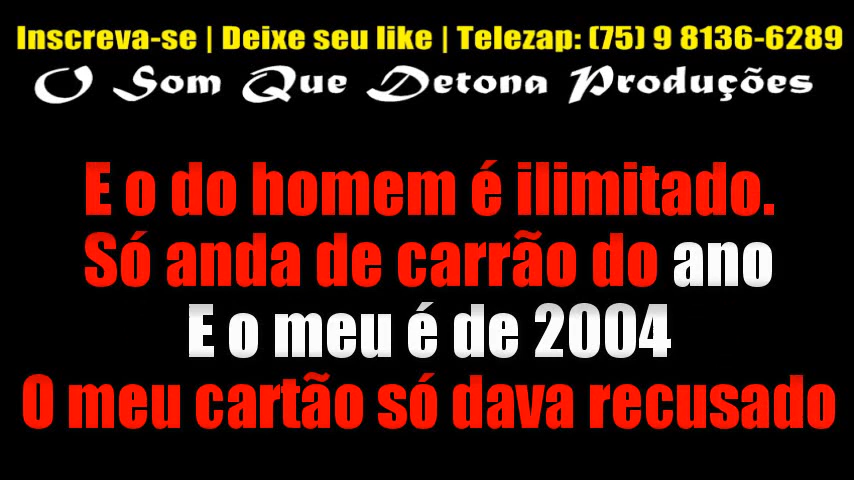 Inscreva-se | Deixe seu like | Telezap: (75) 9 8136-6289
O Som Que Detona Produções
E o do homem é ilimitado.
Só anda de carrão do ano
E o meu é de 2004
O meu cartão só dava recusado